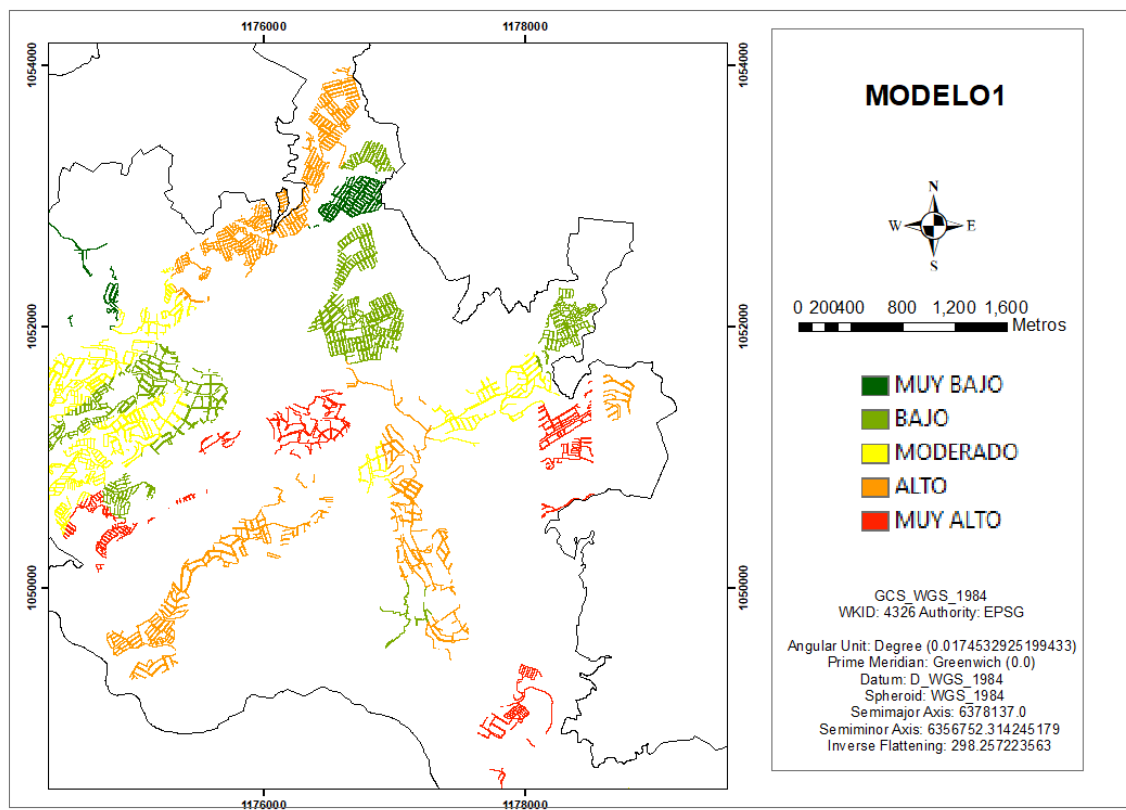 1176000
1178000
1054000
1054000
1052000
1052000
1050000
1050000
1176000
1178000
MODELO1
N
W
E
S
0 200400 800 1,200 1,600
Metros
MUY BAJO
BAJO
MODERADO
ALTO
MUY ALTO
GCS_WGS_1984
WKID: 4326 Authority: EPSG
Angular Unit: Degree (0.0174532925199433)
Prime Meridian: Greenwich (0.0)
Datum: D_WGS_1984
Spheroid: WGS_1984
Semimajor Axis: 6378137.0
Semiminor Axis: 6356752.314245179
Inverse Flattening: 298.257223563